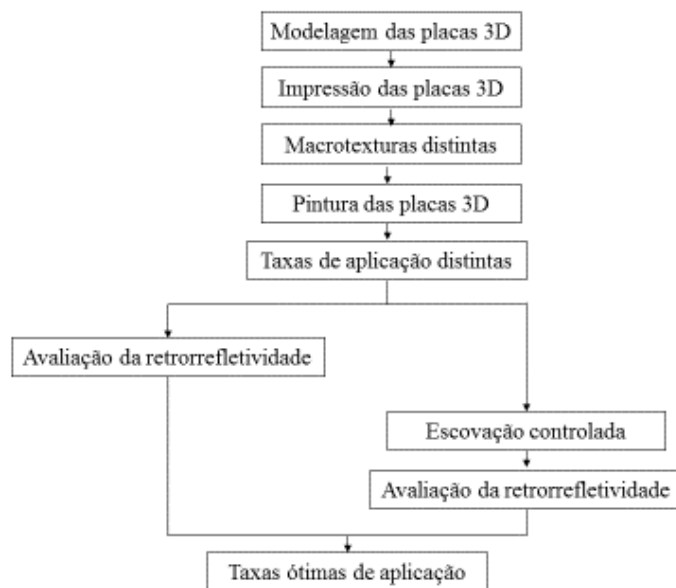 Modelagem das placas 3D
Impressão das placas 3D
Macrotexturas distintas
Pintura das placas 3D
Taxas de aplicação distintas
Avaliação da retrorrefletividade
Escovação controlada
Avaliação da retrorrefletividade
Taxas ótimas de aplicação